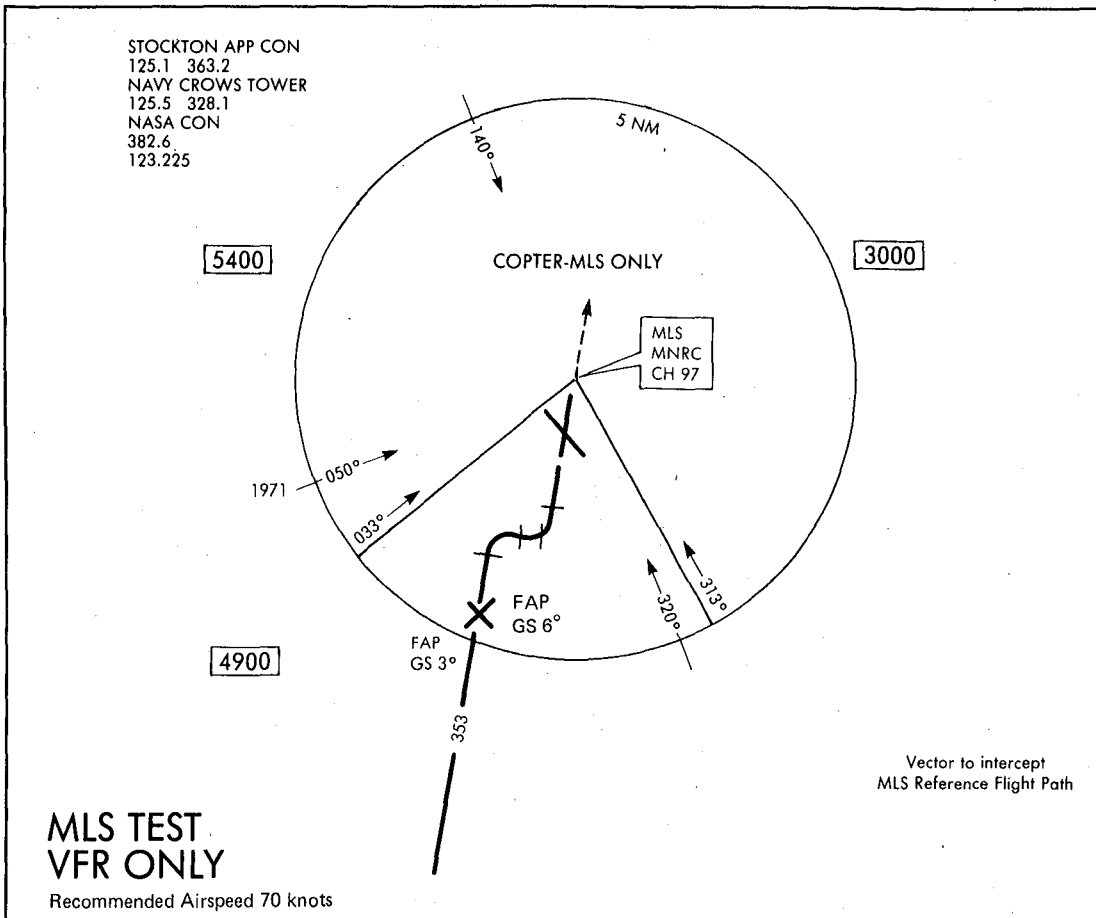 STOCKTON APP CON
125.1 363.2
NAVY CROWS TOWER
125.5 328.1
NASA CON
382.6
123.225
5 NM
140°
5400
3000
COPTER-MLS ONLY
MLS
MNRC
CH 97
1971
050°
033°
313°
320°
FAP
GS 6°
FAP
GS 3°
4900
353
Vector to intercept
MLS Reference Flight Path
MLS TEST
VFR ONLY
Recommended Airspeed 70 knots